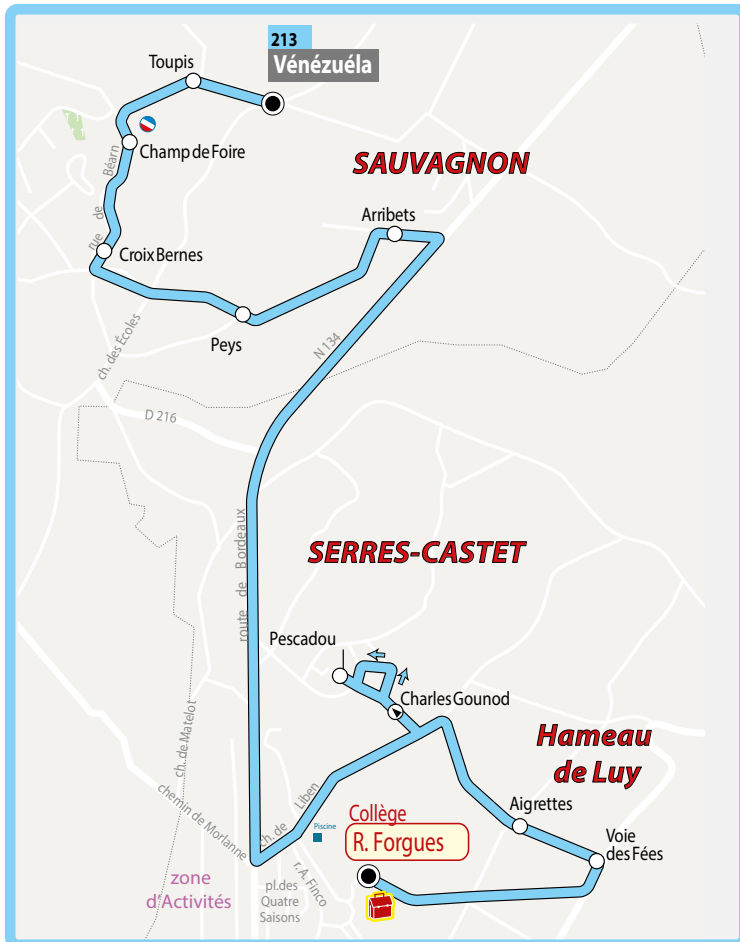 213
Vénézuéla
Toupis
Champ de Foire
SAUVAGNON
rue de Béarn
Arribets
Croix Bernes
Peys
ch. des Écoles
N 134
D 216
route de Bordeaux
SERRES-CASTET
Pescadou
Charles Gounod
ch. de Matelot
Hameau
de Luy
chemin de Morlanne
ch. de Liben
Piscine
Collège
R. Forgues
Aigrettes
Voie
des Fées
zone
d'Activités
pl.des
Quatre
Saisons
r. A. Finco